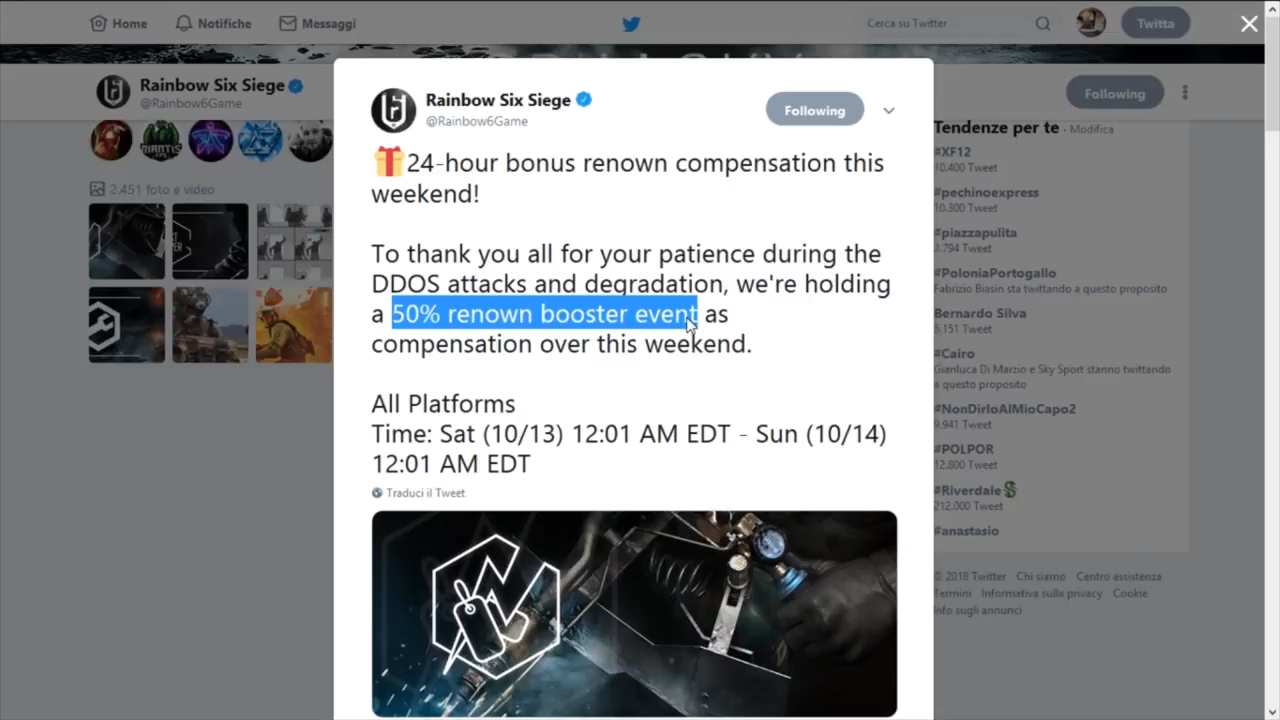 Home
Notifiche
Messaggi
Cerca su Twitter
Twitta
Rainbow Six Siege
@Rainbow6Game
Following
2.451 foto e video
Rainbow Six Siege
@Rainbow6Game
Following
24-hour bonus renown compensation this
weekend!
To thank you all for your patience during the
DDOS attacks and degradation, we're holding
a 50% renown booster event as
compensation over this weekend.
All Platforms
Time: Sat (10/13) 12:01 AM EDT - Sun (10/14)
12:01 AM EDT
Traduci il Tweet
Tendenze per te · Modifica
#XF12
10.400 Tweet
#pechinoexpress
10.300 Tweet
#piazzapulita
3.794 Tweet
#PoloniaPortogallo
Fabrizio Biasin sta twittando a questo proposito
Bernardo Silva
5.151 Tweet
#Cairo
Gianluca Di Marzio e Sky Sport stanno twittando
a questo proposito
#NonDirloAlMioCapo2
9.941 Tweet
#POLPOR
12.800 Tweet
#Riverdale
212.000 Tweet
#anastasio
© 2018 Twitter Chi siamo Centro assistenza
Termini Informativa sulla privacy Cookie
Info sugli annunci